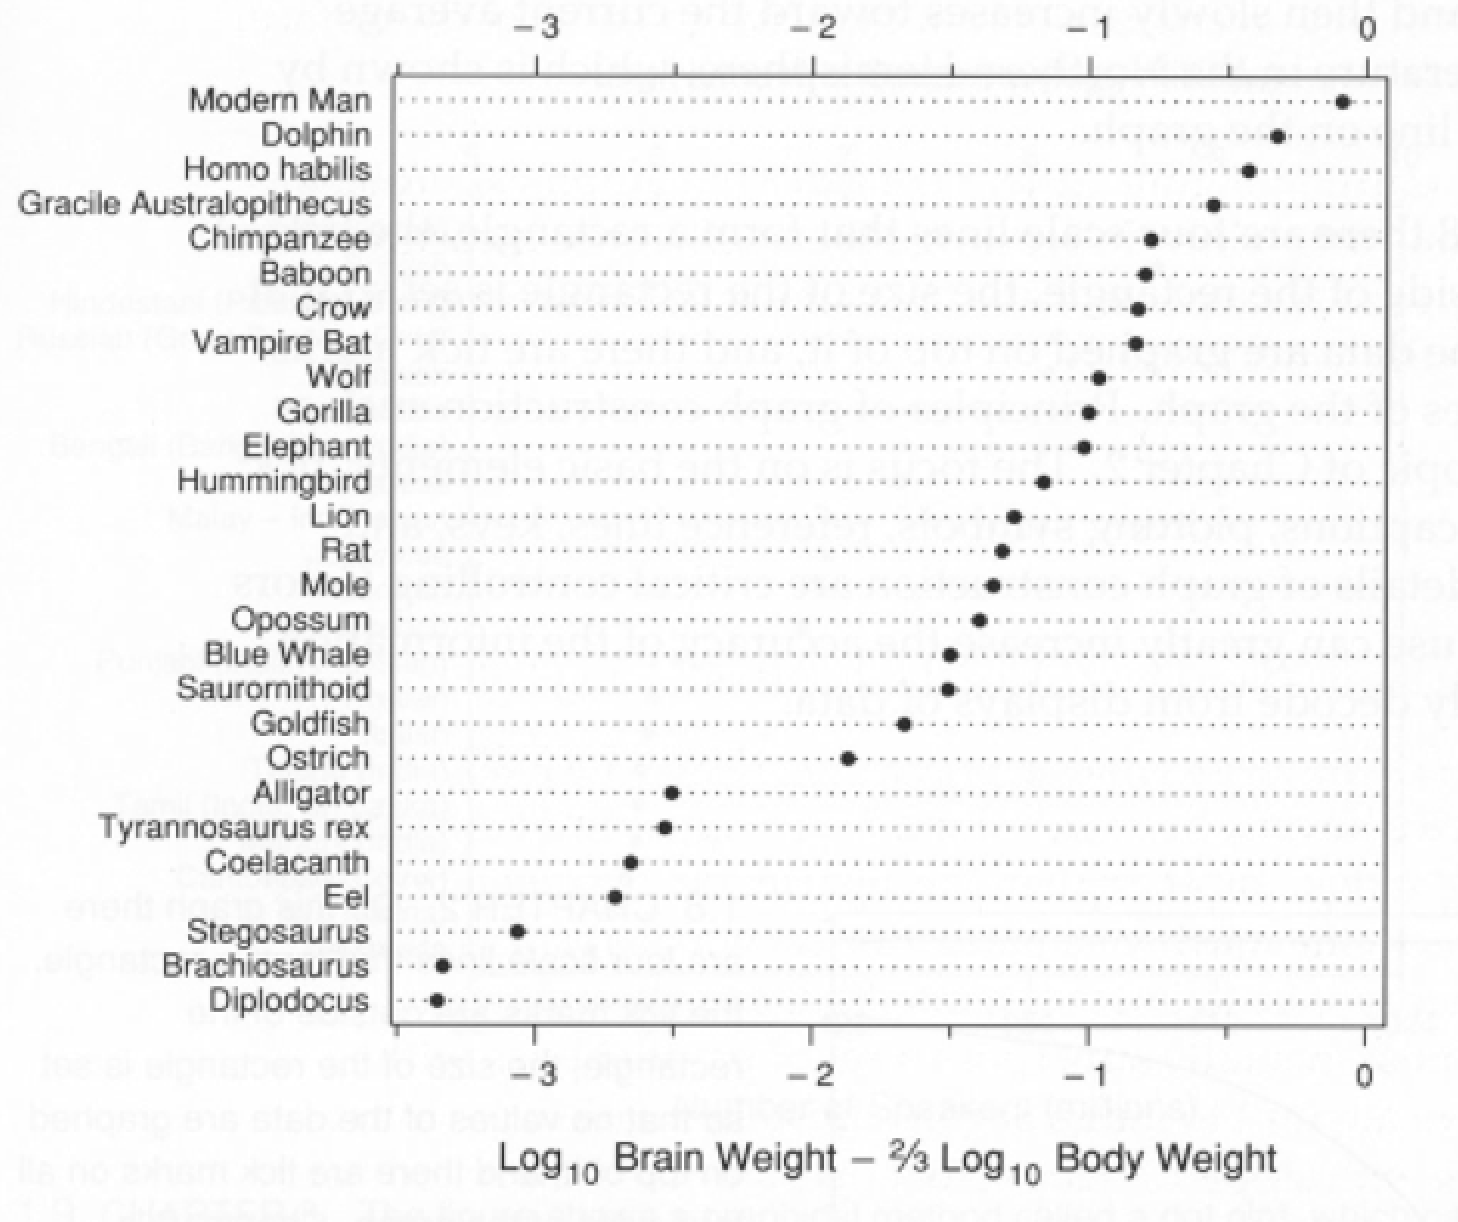 −3 −2 −1 0
Modern Man
Dolphin
Homo habilis
Gracile Australopithecus
Chimpanzee
Baboon
Crow
Vampire Bat
Wolf
Gorilla
Elephant
Hummingbird
Lion
Rat
Mole
Opossum
Blue Whale
Saurornithoid
Goldfish
Ostrich
Alligator
Tyrannosaurus rex
Coelacanth
Eel
Stegosaurus
Brachiosaurus
Diplodocus
−3 −2 −1 0
Log₁₀ Brain Weight − ⅔ Log₁₀ Body Weight